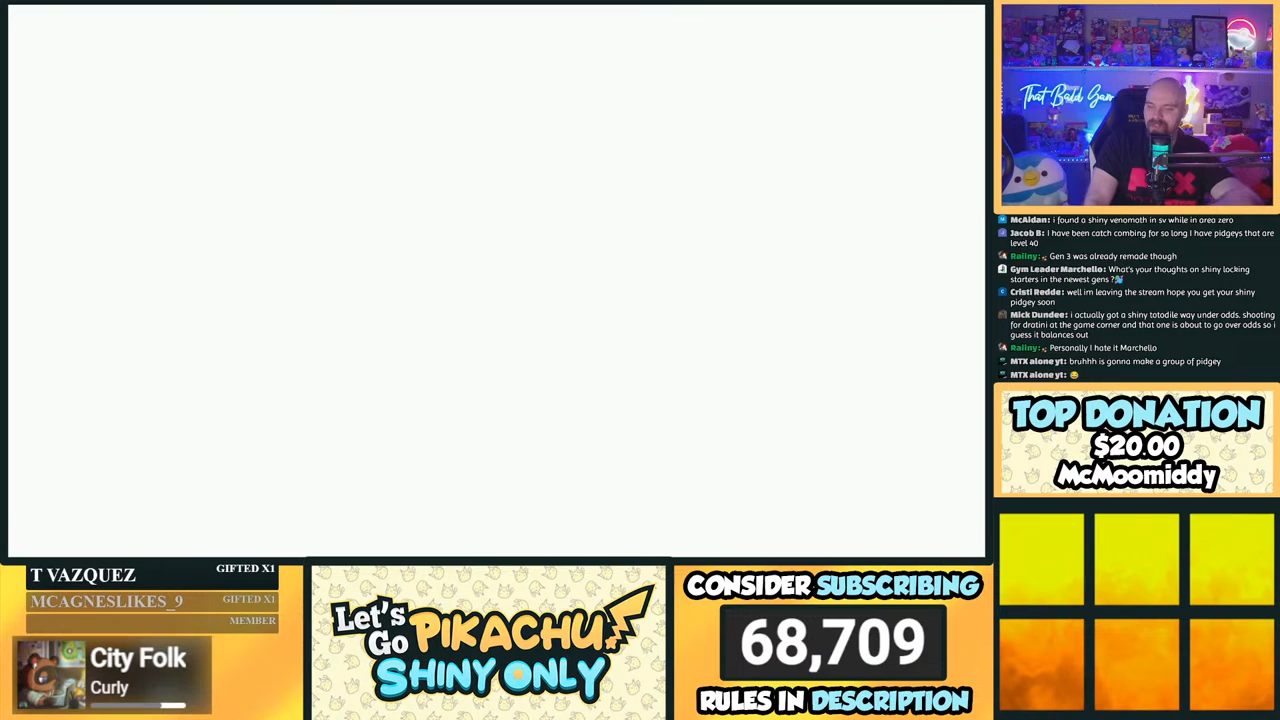 That Bald Gam
McAidan: i found a shiny venomoth in sv while in area zero
Jacob B: I have been catch combing for so long I have pidgeys that are
level 40
Raiiny: Gen 3 was already remade though
Gym Leader Marchello: What's your thoughts on shiny locking
starters in the newest gens ?
Cristi Redde: well im leaving the stream hope you get your shiny
pidgey soon
Mick Dundee: i actually got a shiny totodile way under odds, shooting
for dratini at the game corner and that one is about to go over odds so i
guess it balances out
Raiiny: Personally I hate it Marchello
MTX alone yt: bruhhh is gonna make a group of pidgey
MTX alone yt: 😂
TOP DONATION
$20.00
McMoomiddy
T VAZQUEZ GIFTED X1
MCAGNESLIKES_9 GIFTED X1
MEMBER
City Folk
Curly
Let's
Go PIKACHU
SHINY ONLY
CONSIDER SUBSCRIBING
68,709
RULES IN DESCRIPTION